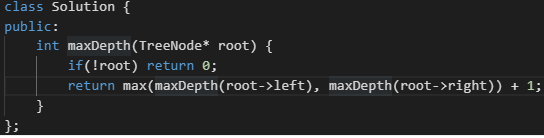 class Solution {
public:
    int maxDepth(TreeNode* root) {
        if(!root) return 0;
        return max(maxDepth(root->left), maxDepth(root->right)) + 1;
    }
};